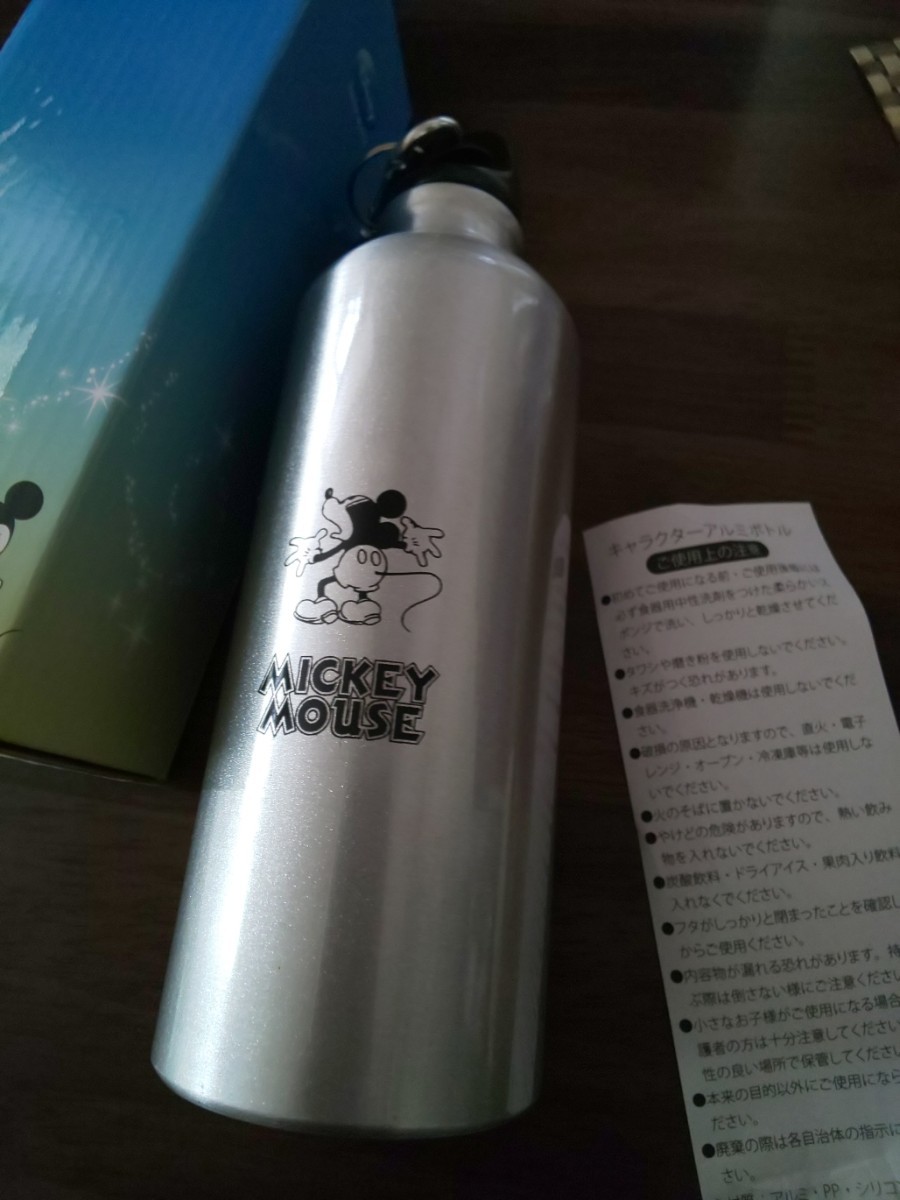 MICKEY
MOUSE
キャラクターアルミボトル
ご使用上の注意
●初めてご使用になる前・ご使用後
必ず食器用中性洗剤をつけた柔らかいス
ポンジで洗い、しっかりと乾燥させてくだ
さい。
●タワシや磨き粉を使用しないでください。
キズがつく恐れがあります。
●食器洗浄機・乾燥機は使用しないでくだ
さい。
●破損の原因となりますので、直火・電子
レンジ・オーブン・冷凍庫等は使用しな
いでください。
●火のそばに置かないでください。
●やけどの危険がありますので、熱い飲み
物を入れないでください。
●炭酸飲料・ドライアイス・果肉入り飲料
入れなくでください。
●フタがしっかりと閉まったことを確認し
からご使用ください。
●内容物が漏れる恐れがあります。持
ぶ際は倒さない様にご注意ください
●小さなお子様がご使用になる場合
護者の方は十分注意してください
性の良い場所で保管してくださ
●本来の目的以外にご使用になら
ださい。
●廃棄の際は各自治体の指示に
さい。
アルミ・PP・シリコ